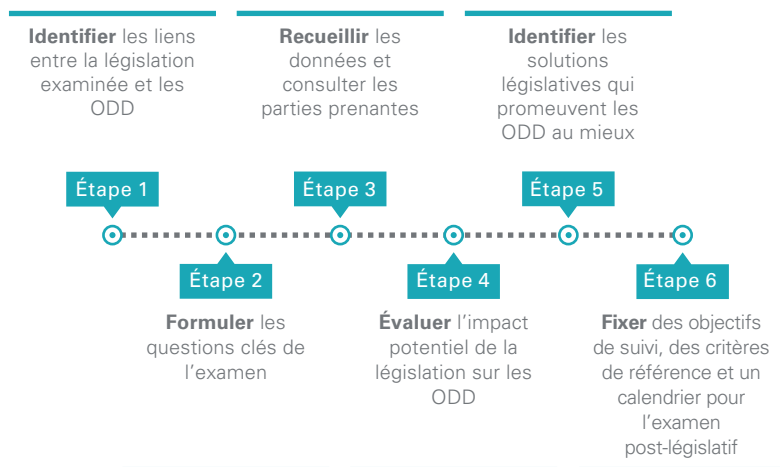 Identifier les liens
entre la législation
examinée et les
ODD
Recueillir les
données et
consulter les
parties prenantes
Identifier les
solutions
législatives qui
promeuvent les
ODD au mieux
Étape 1
Étape 3
Étape 5
Étape 2
Étape 4
Étape 6
Formuler les
questions clés de
l'examen
Évaluer l'impact
potentiel de la
législation sur les
ODD
Fixer des objectifs
de suivi, des critères
de référence et un
calendrier pour
l'examen
post-législatif